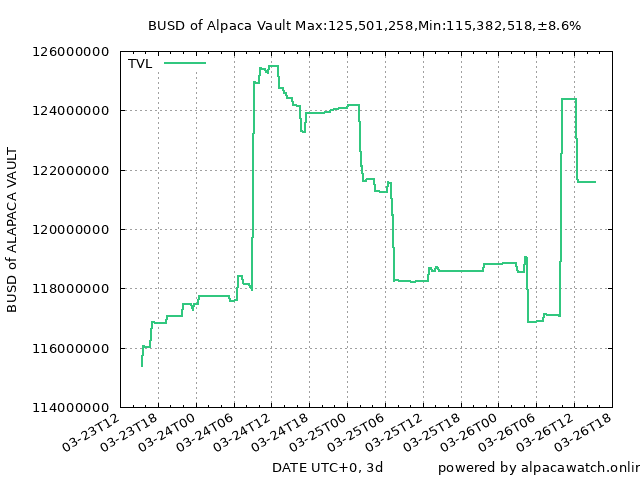 BUSD of Alpaca Vault Max:125,501,258,Min:115,382,518,±8.6%
TVL
126000000
124000000
122000000
120000000
118000000
116000000
114000000
BUSD of ALAPACA VAULT
03-23T12
03-23T18
03-24T00
03-24T06
03-24T12
03-24T18
03-25T00
03-25T06
03-25T12
03-25T18
03-26T00
03-26T06
03-26T12
03-26T18
DATE UTC+0, 3d
powered by alpacawatch.onlin